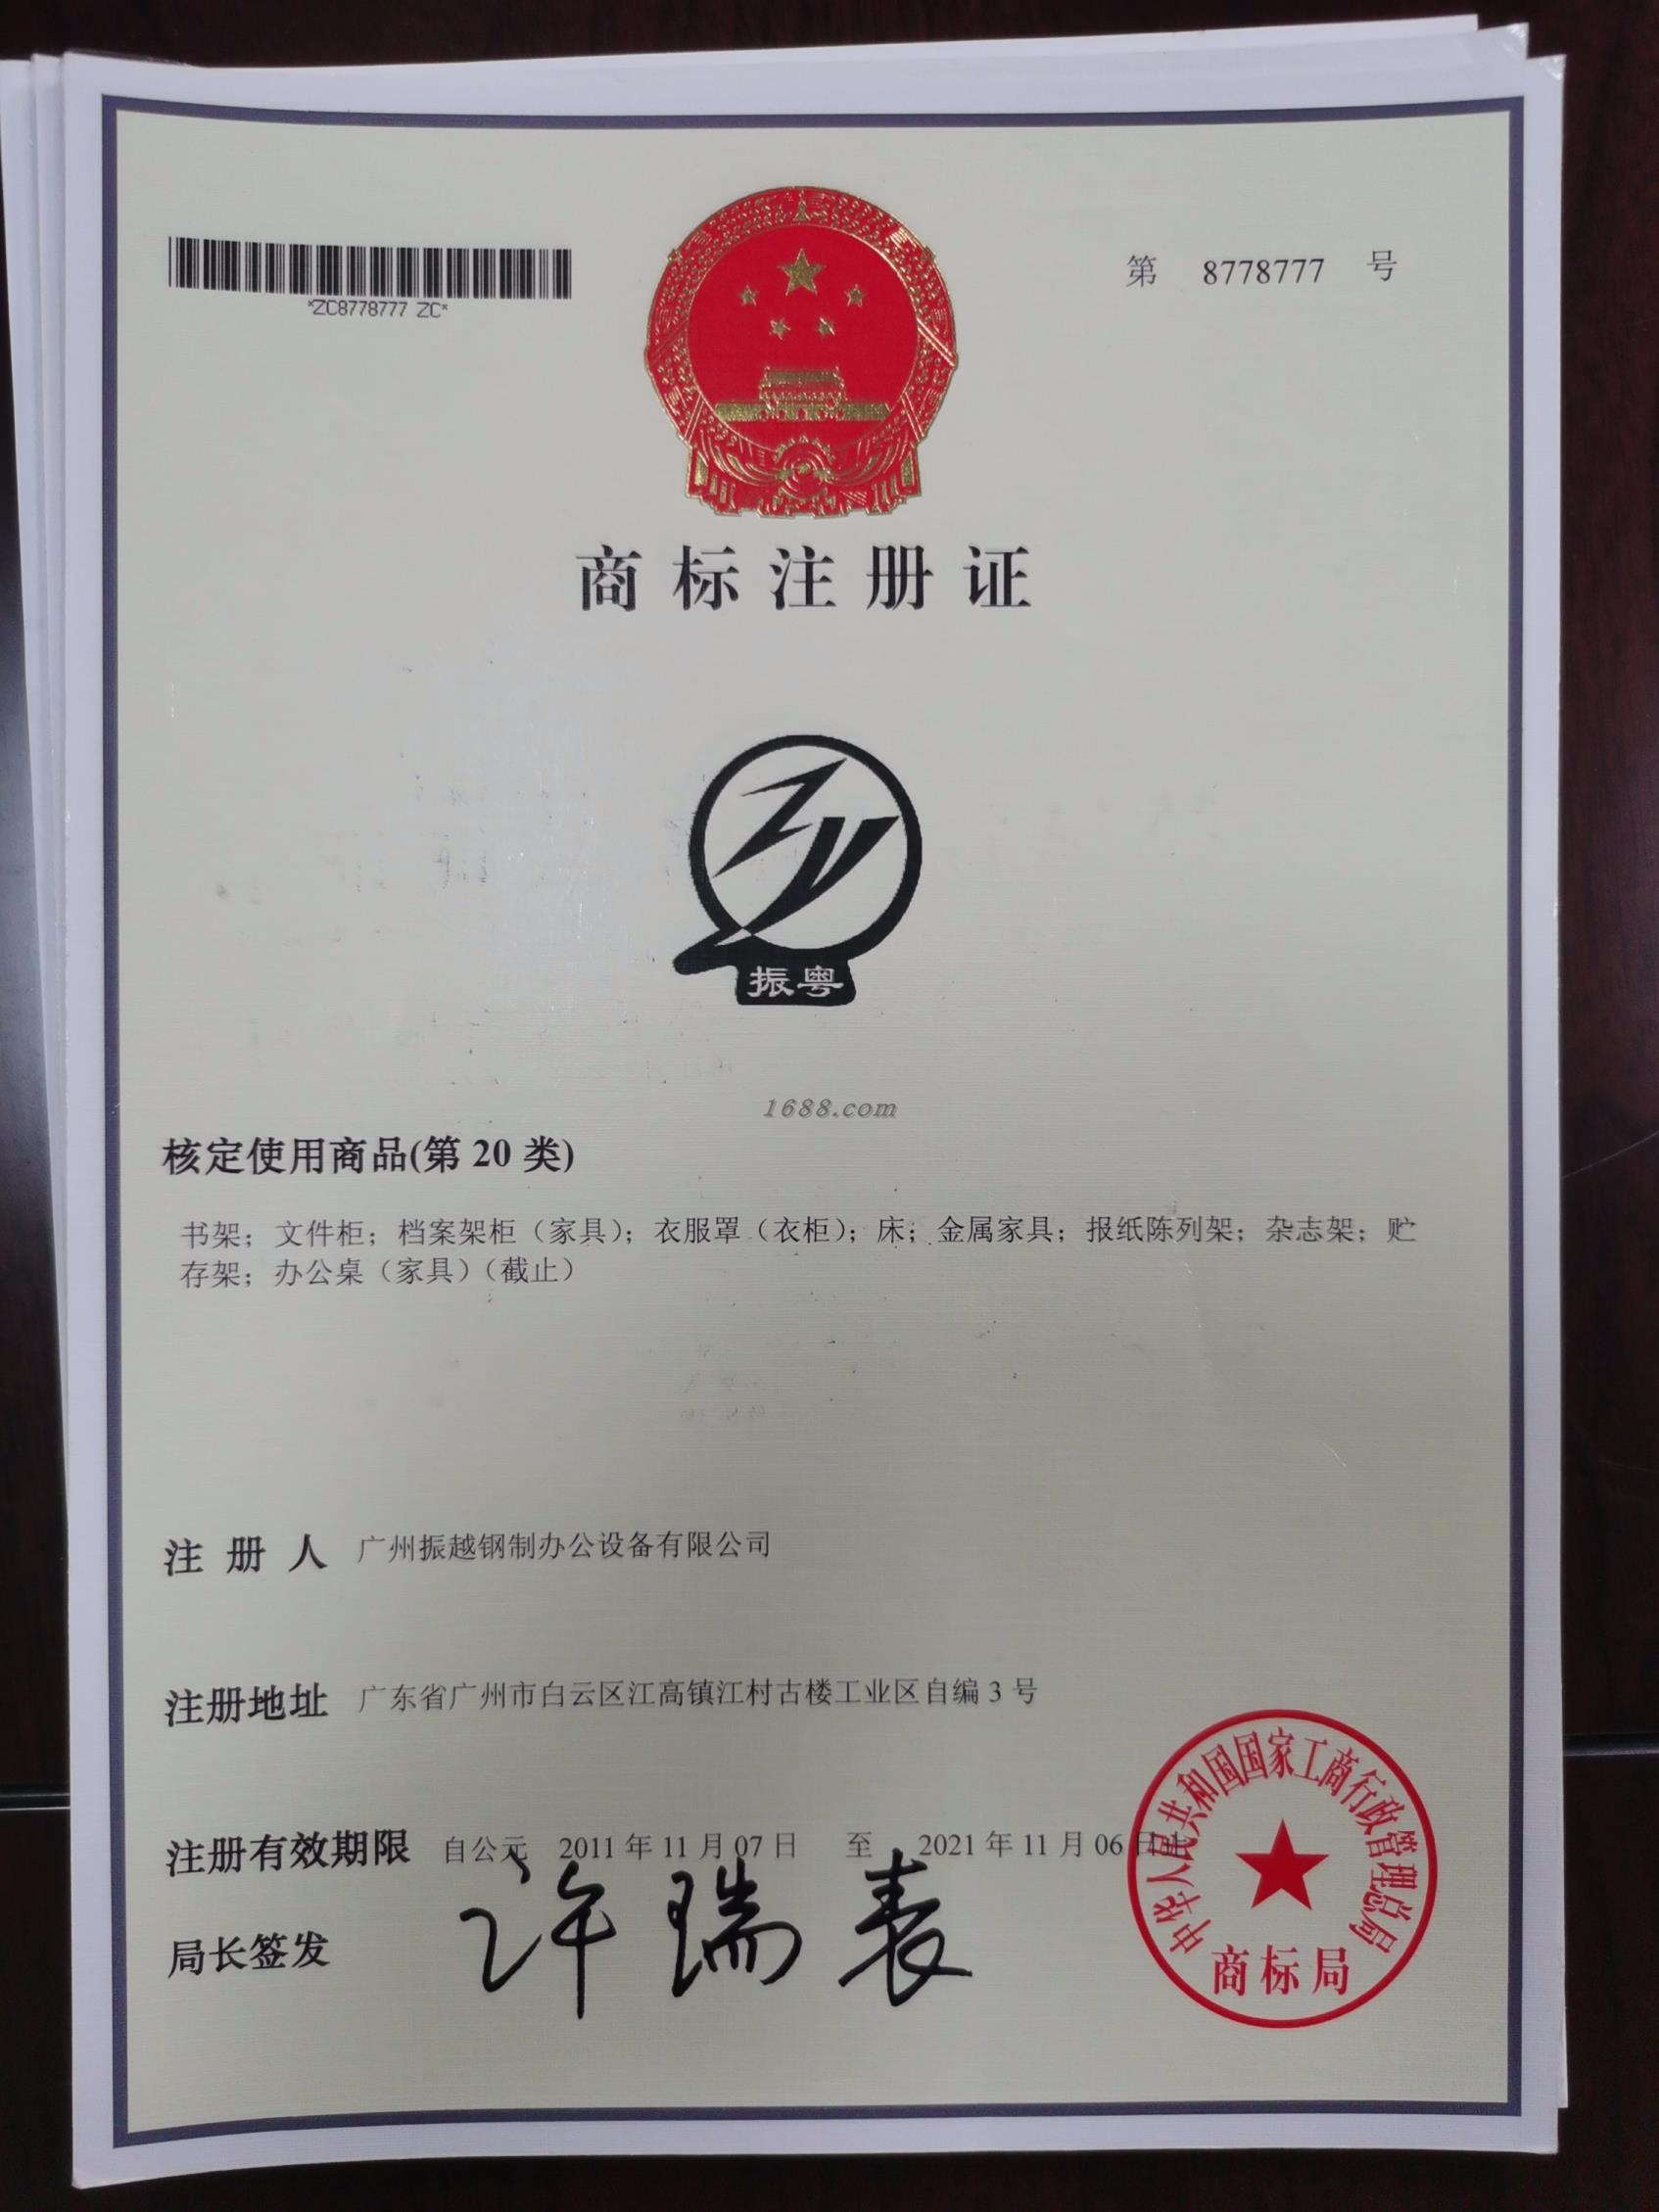 *ZC8778777 ZC*
第 8778777 号
商标注册证
ZY
振粤
1688.com
核定使用商品(第 20 类)
书架；文件柜；档案架柜（家具）；衣服罩（衣柜）；床；金属家具；报纸陈列架；杂志架；贮
存架；办公桌（家具）（截止）
注册人 广州振越钢制办公设备有限公司
注册地址 广东省广州市白云区江高镇江村古楼工业区自编 3 号
注册有效期限 自公元 2011 年 11 月 07 日 至 2021 年 11 月 06 日止
局长签发 许瑞表
中华人民共和国国家工商行政管理总局
商标局